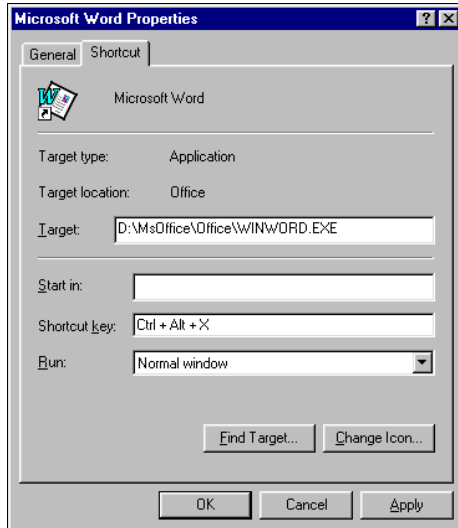 Microsoft Word Properties
General Shortcut
Microsoft Word
Target type: Application
Target location: Office
Target: D:\MsOffice\Office\WINWORD.EXE
Start in:
Shortcut key: Ctrl + Alt + X
Run: Normal window
Find Target... Change Icon...
OK Cancel Apply